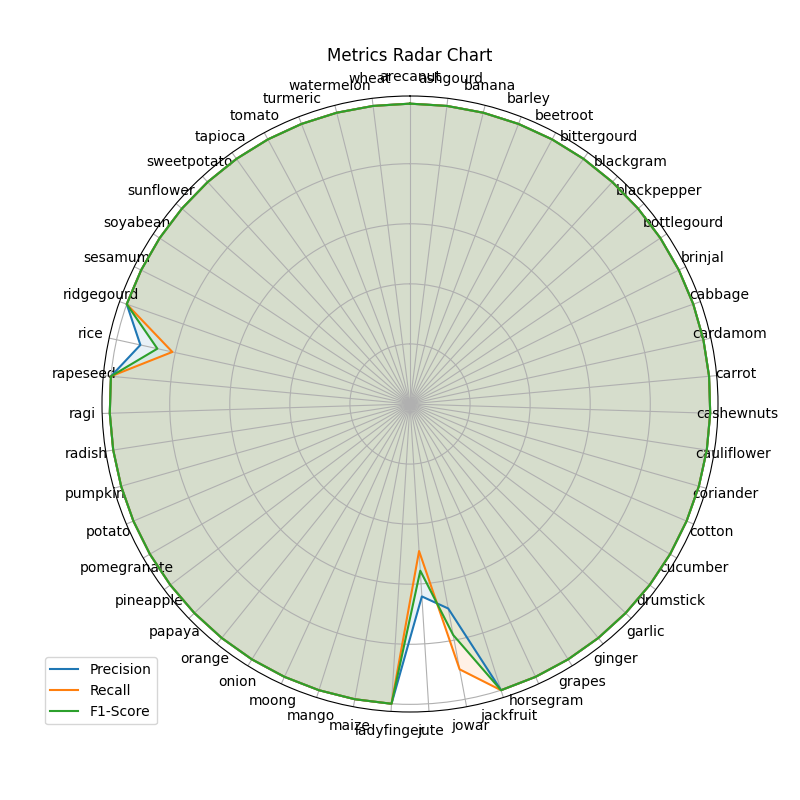 Metrics Radar Chart
arecanut
ashgourd
banana
barley
beetroot
bittergourd
blackgram
blackpepper
bottlegourd
brinjal
cabbage
cardamom
carrot
cashewnuts
cauliflower
coriander
cotton
cucumber
drumstick
garlic
ginger
grapes
horsegram
jackfruit
jowar
jute
ladyfinger
maize
mango
moong
onion
orange
papaya
pineapple
pomegranate
potato
pumpkin
radish
ragi
rapeseed
rice
ridgegourd
sesamum
soyabean
sunflower
sweetpotato
tapioca
tomato
turmeric
watermelon
wheat
Precision
Recall
F1-Score